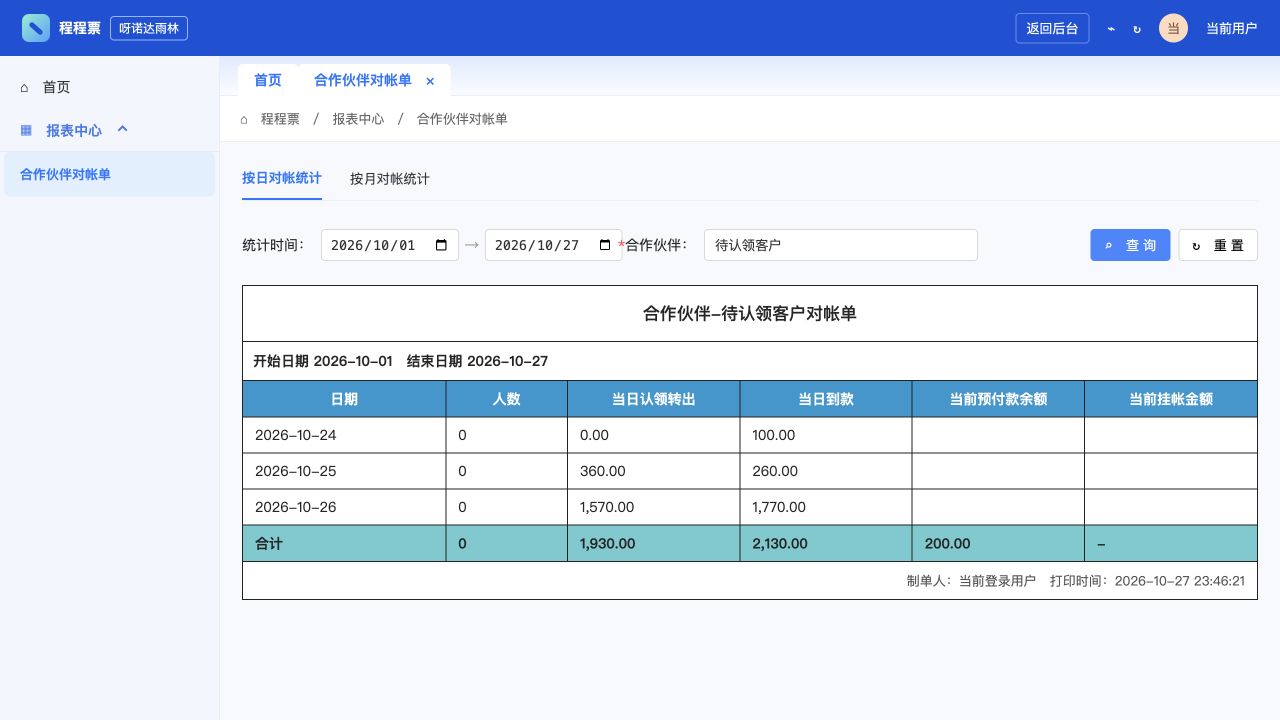 程程票 呀诺达雨林 返回后台 当 当前用户
首页
报表中心
合作伙伴对帐单
首页 合作伙伴对帐单 ×
程程票 / 报表中心 / 合作伙伴对帐单
按日对帐统计 按月对帐统计
统计时间： 2026/10/01 → 2026/10/27 *合作伙伴： 待认领客户 查 询 重 置
合作伙伴–待认领客户对帐单
开始日期 2026–10–01 结束日期 2026–10–27
日期 人数 当日认领转出 当日到款 当前预付款余额 当前挂帐金额
2026–10–24 0 0.00 100.00
2026–10–25 0 360.00 260.00
2026–10–26 0 1,570.00 1,770.00
合计 0 1,930.00 2,130.00 200.00 –
制单人：当前登录用户 打印时间：2026–10–27 23:46:21